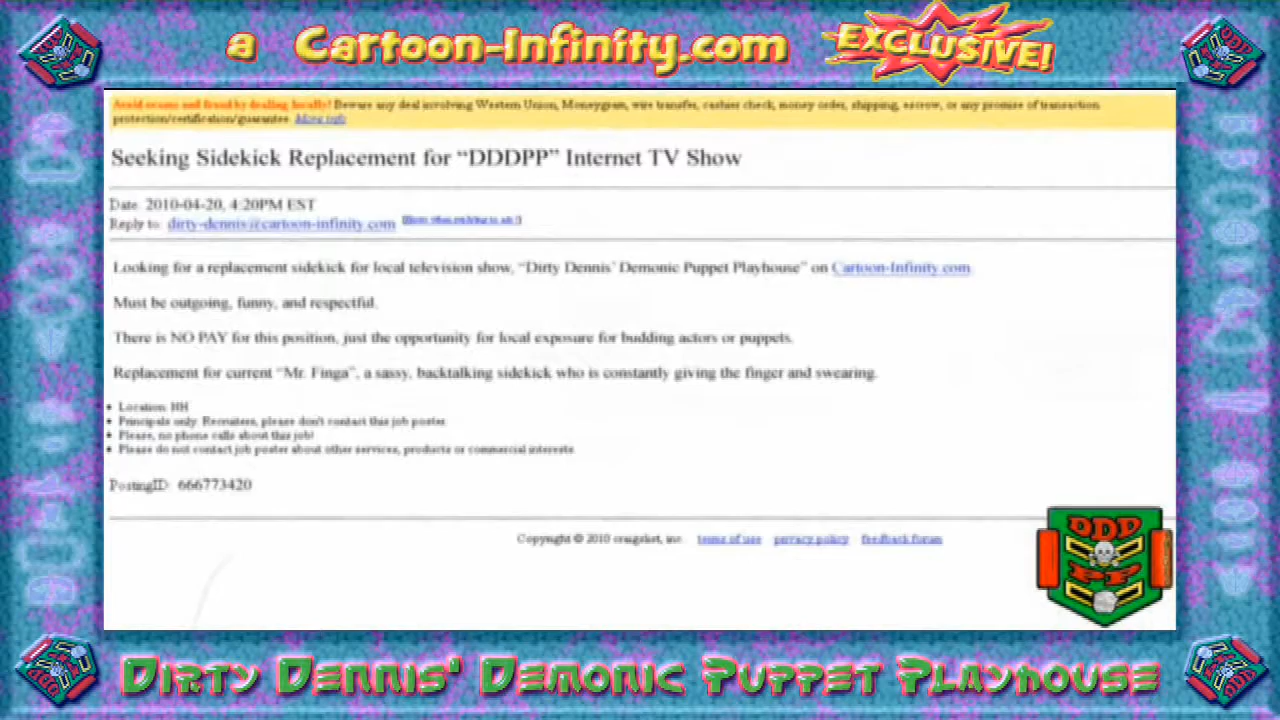 a Cartoon-Infinity.com EXCLUSIVE!
Avoid scams and fraud by dealing locally! Beware any deal involving Western Union, Moneygram, wire transfer, cashier check, money order, shipping, escrow, or any promise of transaction
protection/certification/guarantee. More info
Seeking Sidekick Replacement for “DDDPP” Internet TV Show
Date: 2010-04-20, 4:20PM EST
Reply to: dirty-dennis@cartoon-infinity.com
Looking for a replacement sidekick for local television show, “Dirty Dennis’ Demonic Puppet Playhouse” on Cartoon-Infinity.com
Must be outgoing, funny, and respectful.
There is NO PAY for this position, just the opportunity for local exposure for budding actors or puppets.
Replacement for current “Mr. Finga”, a sassy, backtalking sidekick who is constantly giving the finger and swearing.
• Location: HH
• Principals only. Recruiters, please don't contact this job poster.
• Please, no phone calls about this job!
• Please do not contact job poster about other services, products or commercial interests.
PostingID: 666773420
Copyright © 2010 craigslist, inc. terms of use privacy policy feedback forum
DDD
PP
Dirty Dennis' Demonic Puppet Playhouse